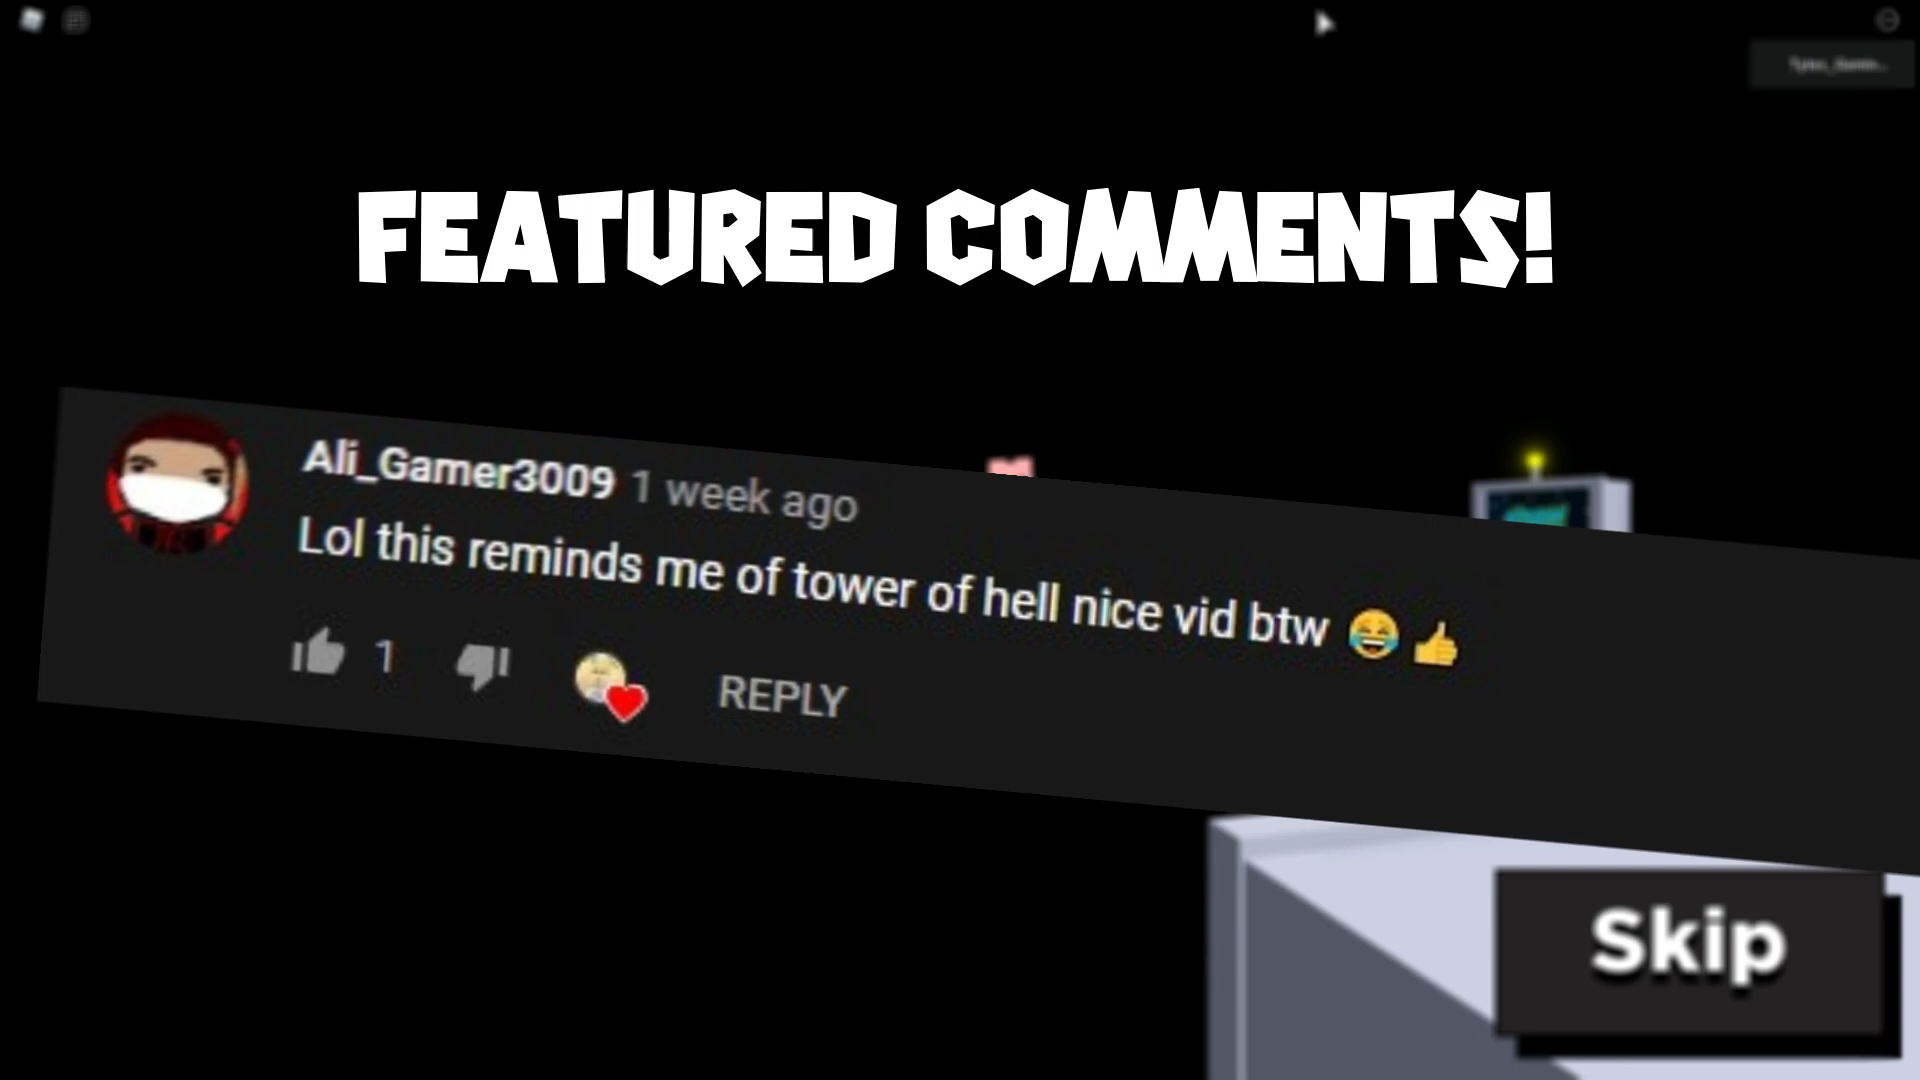 FEATURED COMMENTS!
Ali_Gamer3009 1 week ago
Lol this reminds me of tower of hell nice vid btw 😂👍
1 REPLY
Skip